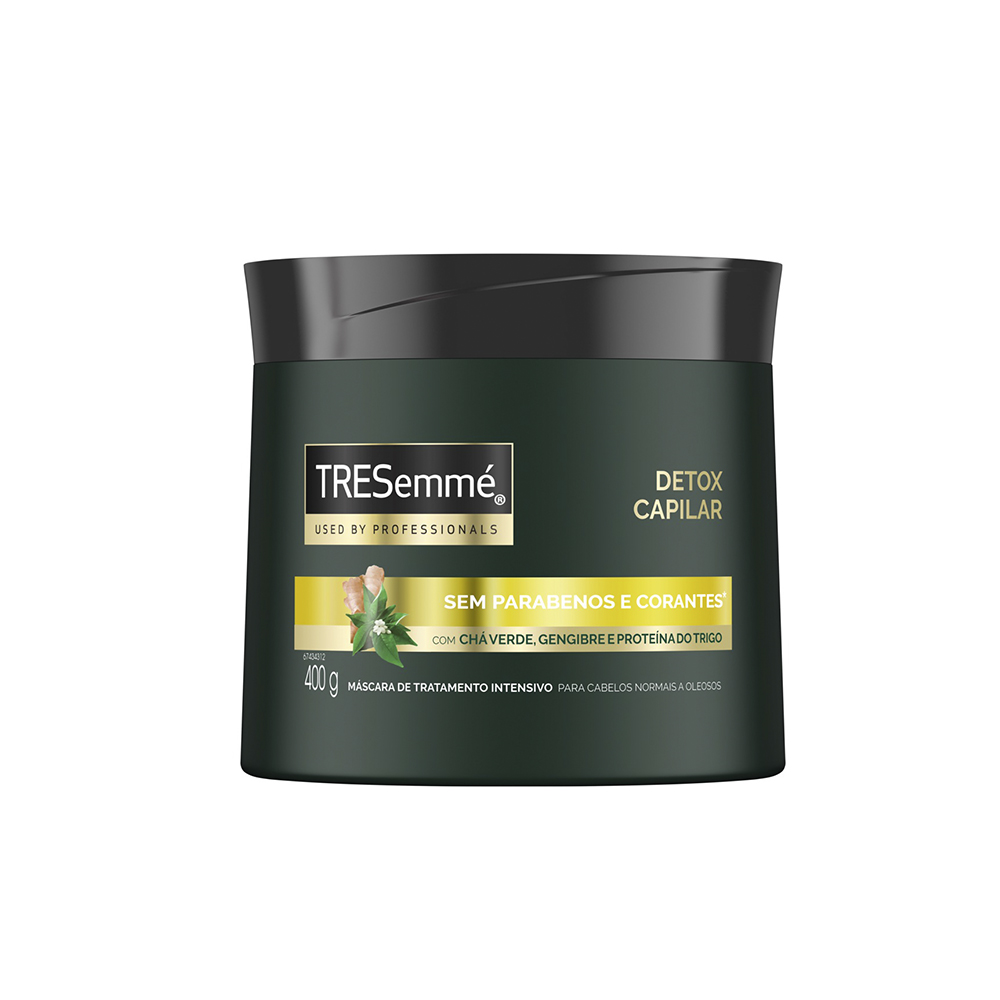 TRESemmé®
USED BY PROFESSIONALS
DETOX
CAPILAR
SEM PARABENOS E CORANTES*
COM CHÁ VERDE, GENGIBRE E PROTEÍNA DO TRIGO
67434512
400 g
MÁSCARA DE TRATAMENTO INTENSIVO PARA CABELOS NORMAIS A OLEOSOS